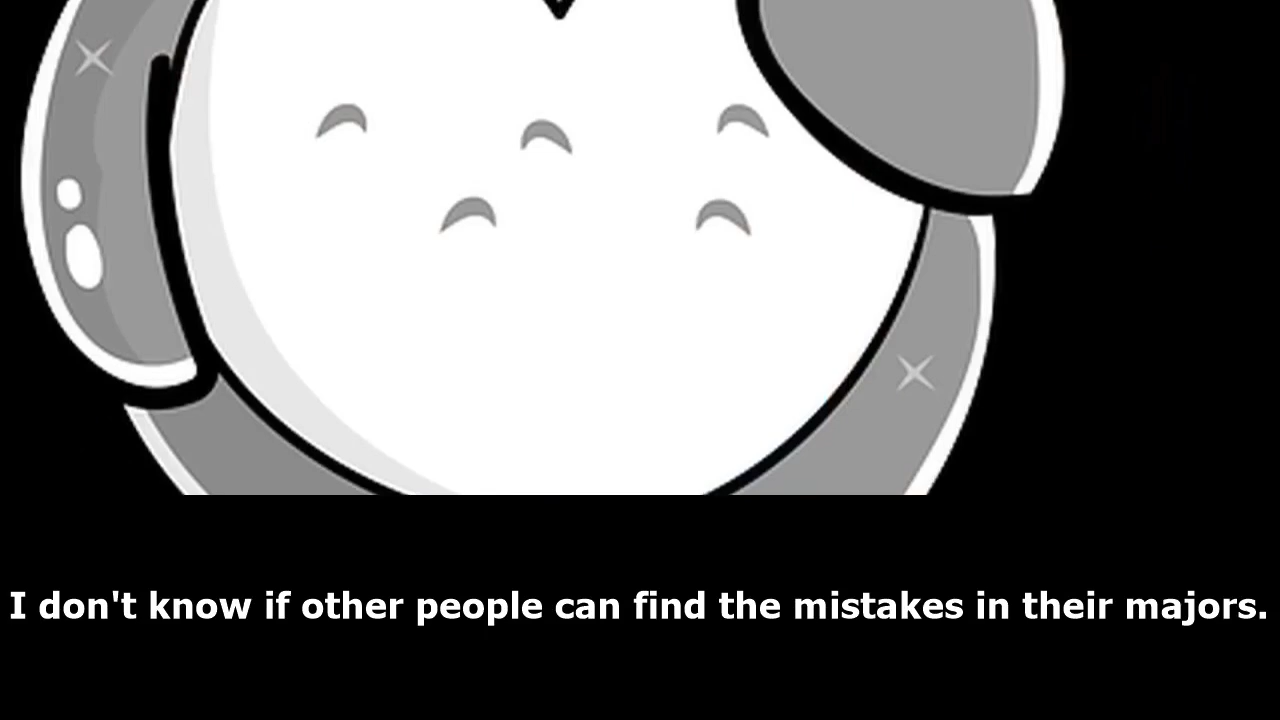 I don't know if other people can find the mistakes in their majors.